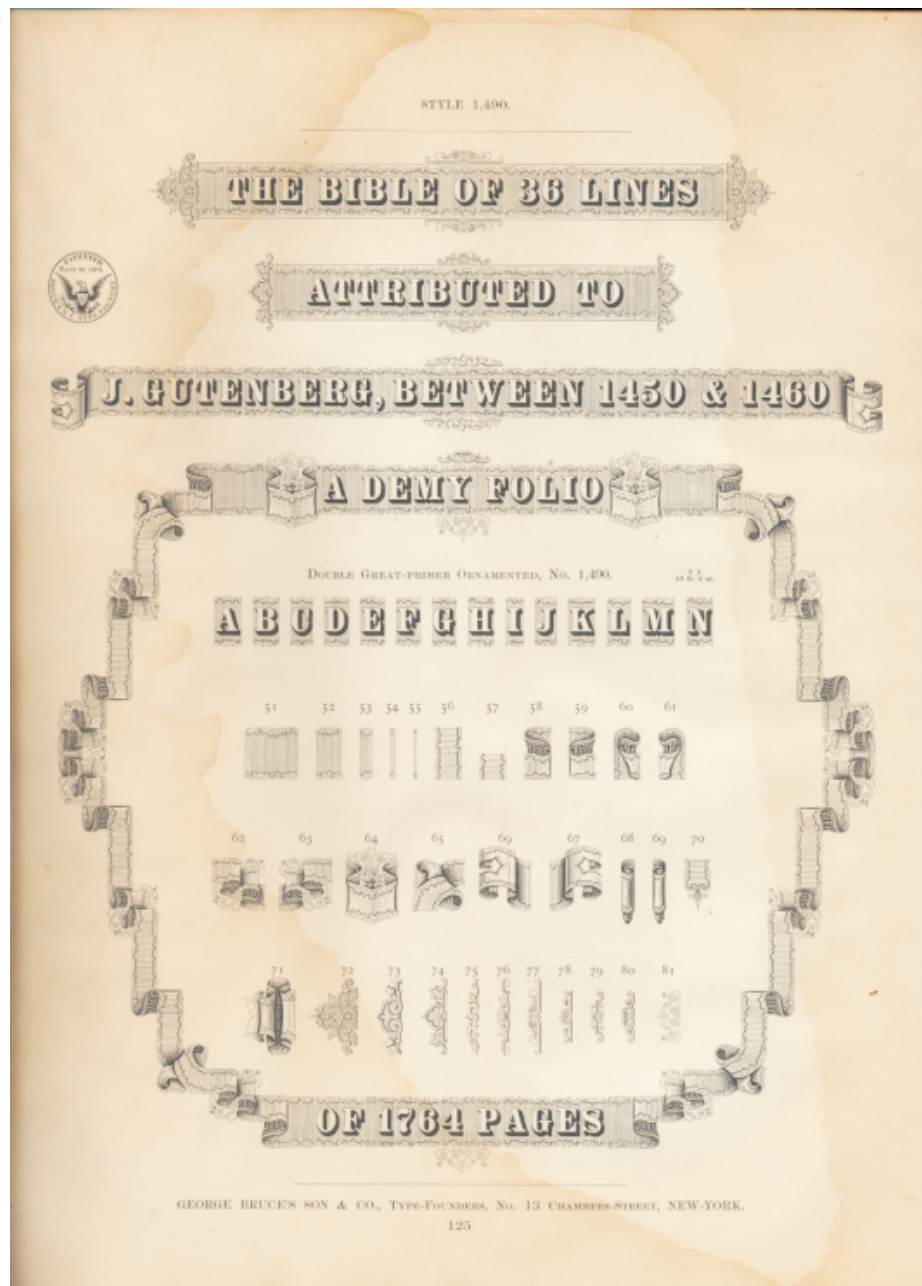 STYLE 1,490.
THE BIBLE OF 36 LINES
PATENTED
ATTRIBUTED TO
J. GUTENBERG, BETWEEN 1450 & 1460
A DEMY FOLIO
DOUBLE GREAT-PRIMER ORNAMENTED, No. 1,490.
A B C D E F G H I J K L M N
51 52 53 54 55 56 57 58 59 60 61
62 63 64 65 69 67 68 69 70
71 72 73 74 75 76 77 78 79 80 81
OF 1764 PAGES
GEORGE BRUCE'S SON & CO., TYPE-FOUNDERS, No. 13 CHAMBERS-STREET, NEW-YORK.
125